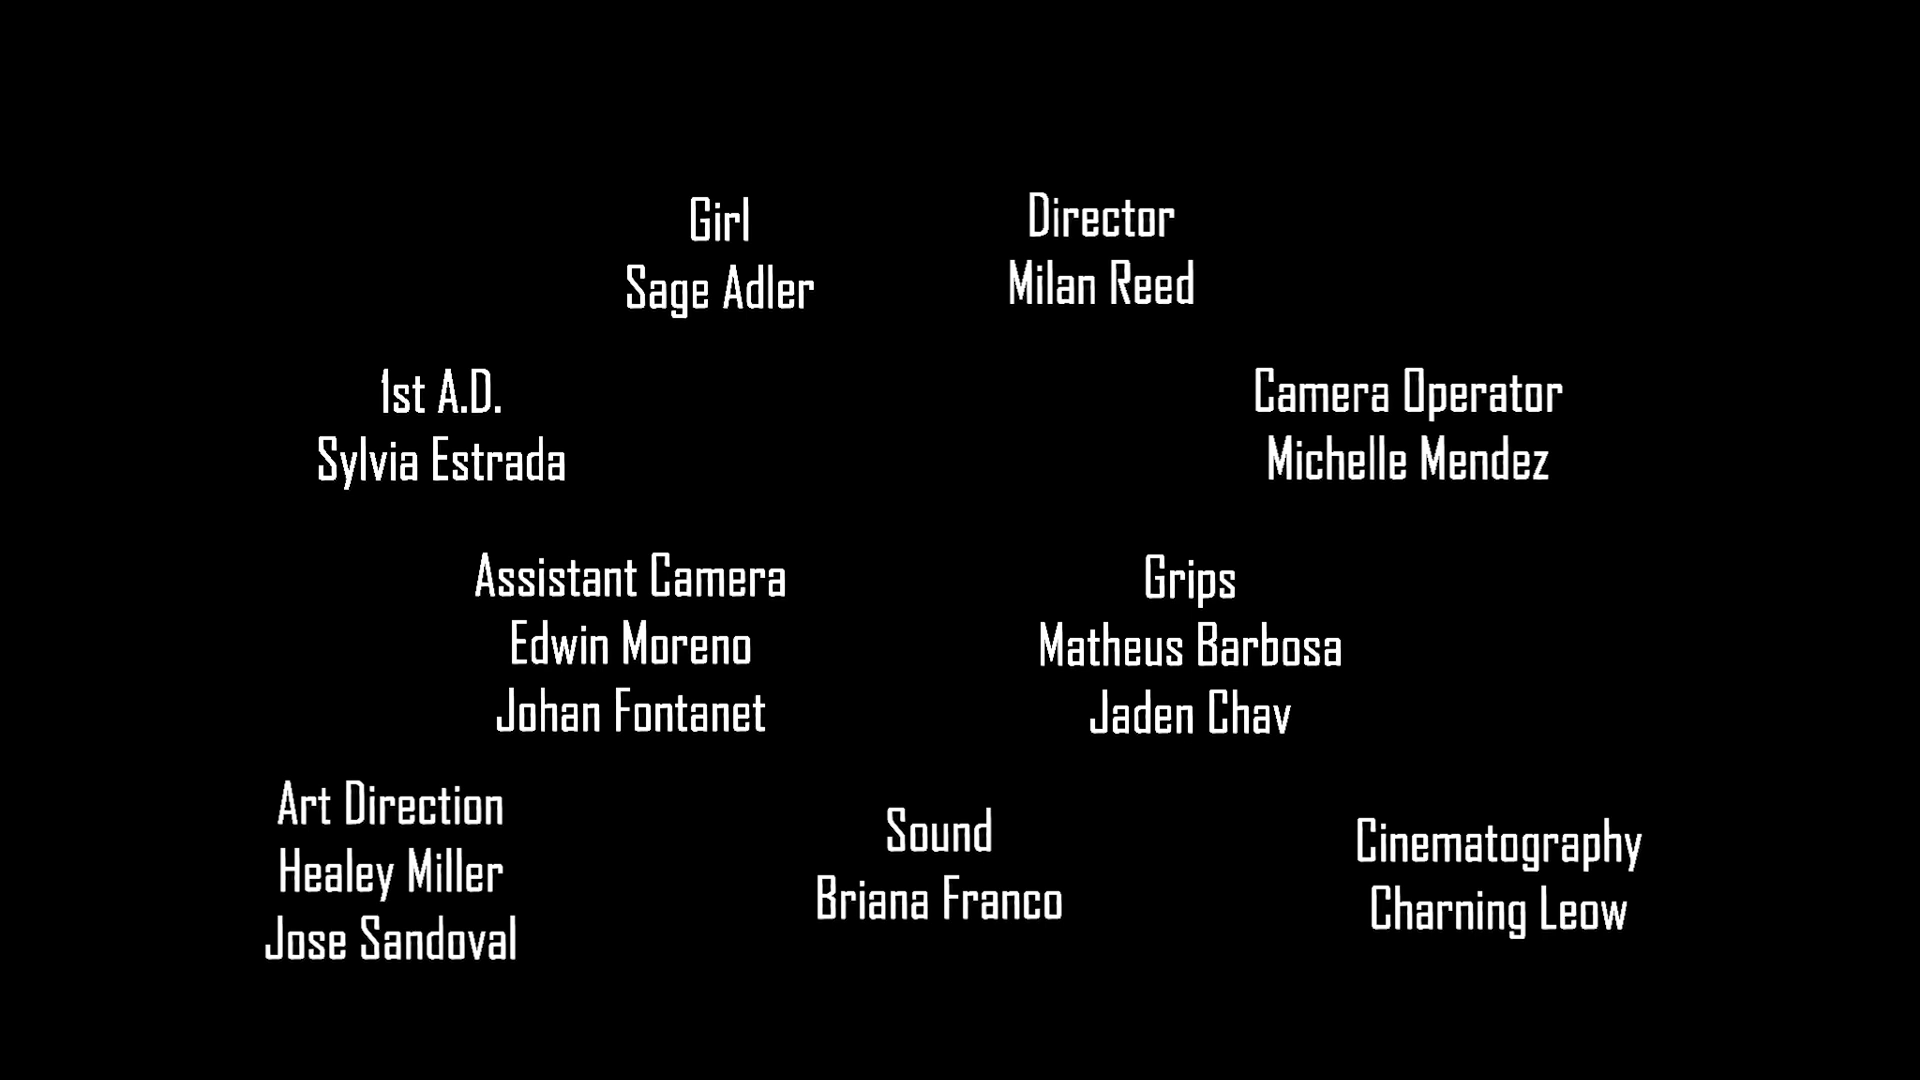 Girl
Sage Adler
Director
Milan Reed
1st A.D.
Sylvia Estrada
Camera Operator
Michelle Mendez
Assistant Camera
Edwin Moreno
Johan Fontanet
Grips
Matheus Barbosa
Jaden Chav
Art Direction
Healey Miller
Jose Sandoval
Sound
Briana Franco
Cinematography
Charning Leow